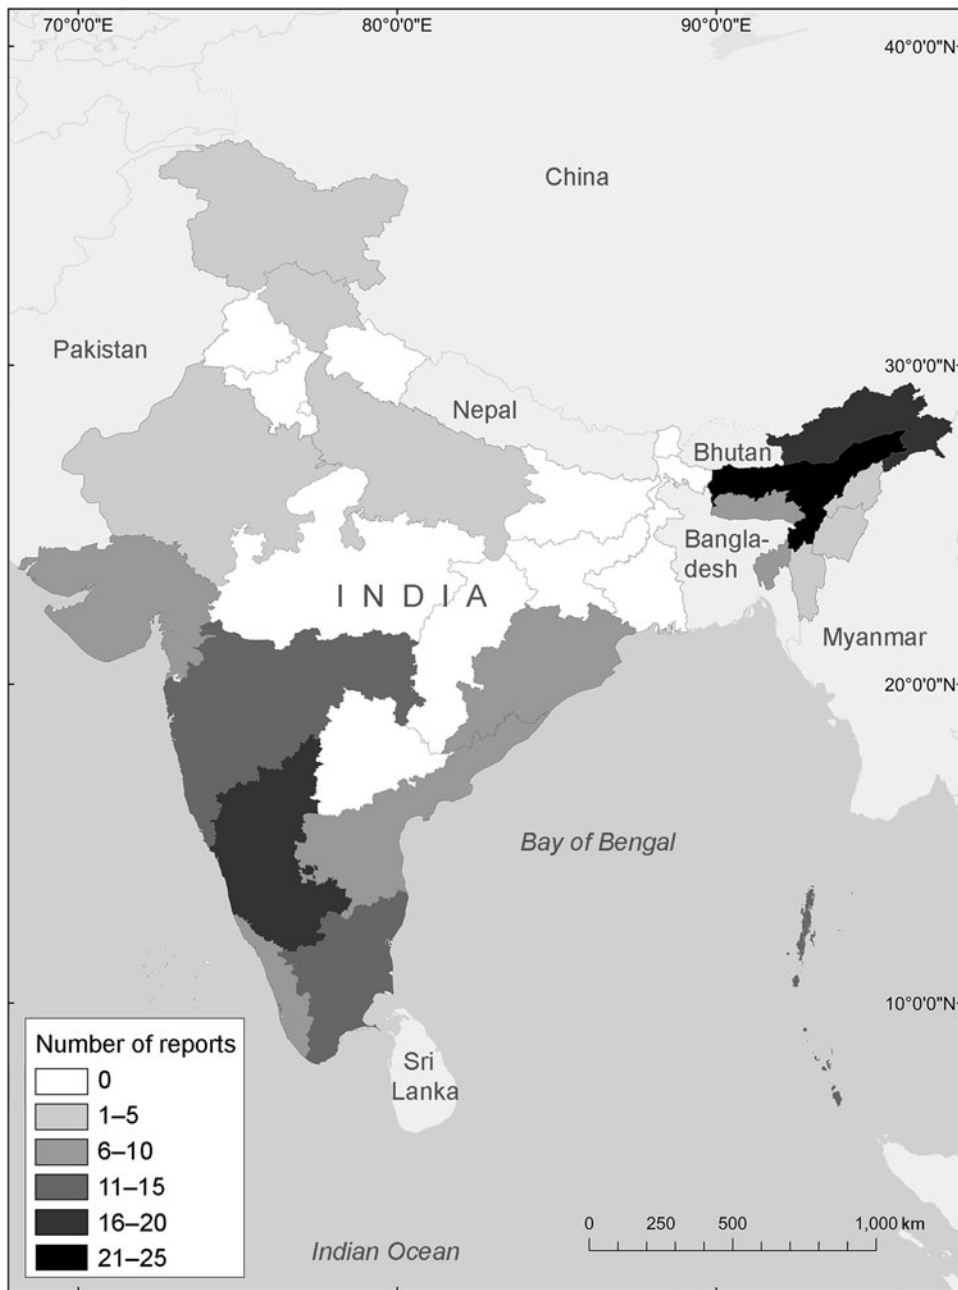 70°0'0"E
80°0'0"E
90°0'0"E
40°0'0"N
China
Pakistan
30°0'0"N
Nepal
Bhutan
Bangla-
desh
INDIA
Myanmar
20°0'0"N
Bay of Bengal
10°0'0"N
Sri
Lanka
Number of reports
0
1–5
6–10
11–15
16–20
21–25
0 250 500 1,000 km
Indian Ocean